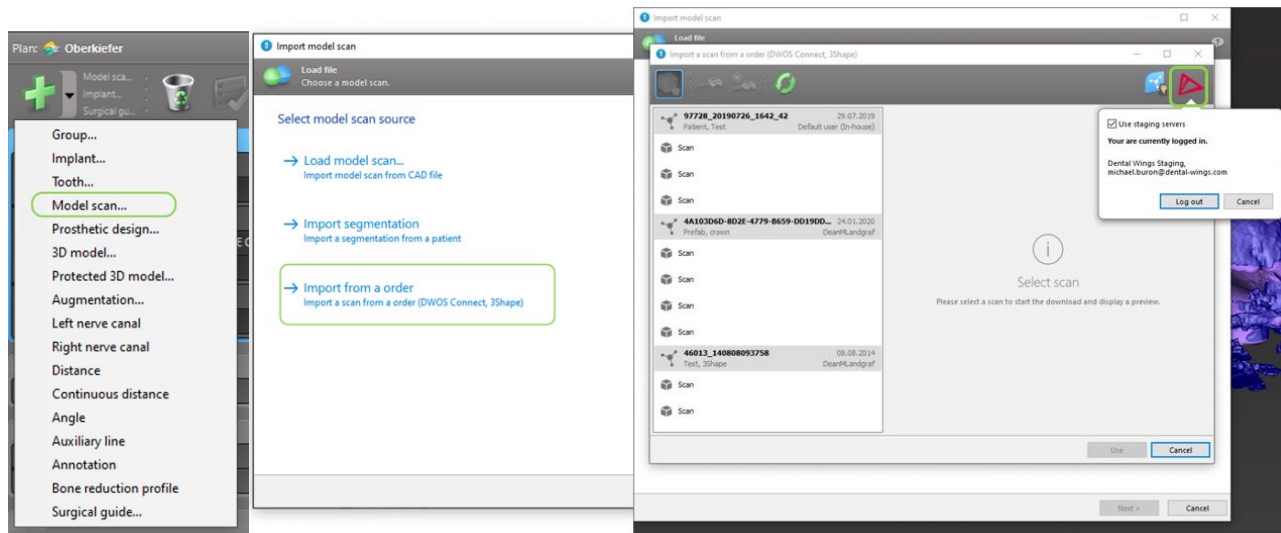 Plan: Oberkiefer
Model sca...
Implant...
Surgical gu...
Group...
Implant...
Tooth...
Model scan...
Prosthetic design...
3D model...
Protected 3D model...
Augmentation...
Left nerve canal
Right nerve canal
Distance
Continuous distance
Angle
Auxiliary line
Annotation
Bone reduction profile
Surgical guide...
Import model scan
Load file
Choose a model scan.
Select model scan source
Load model scan...
Import model scan from CAD file
Import segmentation
Import a segmentation from a patient
Import from a order
Import a scan from a order (DWOS Connect, 3Shape)
Import model scan
Load file
Import a scan from a order (DWOS Connect, 3Shape)
97728_20190726_1642_42 29.07.2019
Patient, Test Default user (In-house)
Scan
Scan
Scan
4A103D6D-8D2E-4779-B659-DD19DD... 24.01.2020
Prefab, crown DeanMLandgraf
Scan
Scan
Scan
Scan
46013_140808093758 08.08.2014
Test, 3Shape DeanMLandgraf
Scan
Scan
Use staging servers
Your are currently logged in.
Dental Wings Staging,
michael.buron@dental-wings.com
Log out Cancel
Select scan
Please select a scan to start the download and display a preview.
Use Cancel
Next > Cancel